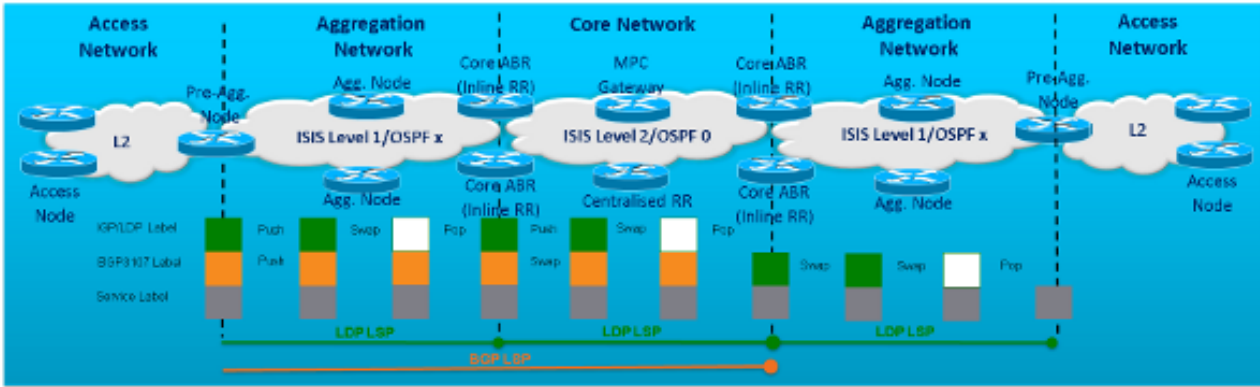 Access
Network
Aggregation
Network
Core Network
Aggregation
Network
Access
Network
Pre-Agg.
Node
Agg. Node
Core ABR
(Inline RR)
MPC
Gateway
Core ABR
(Inline RR)
Agg. Node
Pre-Agg.
Node
L2
ISIS Level 1/OSPF x
ISIS Level 2/OSPF 0
ISIS Level 1/OSPF x
L2
Access
Node
Agg. Node
Core ABR
(Inline RR)
Centralised RR
Core ABR
(Inline RR)
Agg. Node
Access
Node
IGP/LDP Label
Push
Swap
Pop
Push
Swap
Pop
BGP3107 Label
Push
Swap
Swap
Swap
Pop
Service Label
LDP LSP
LDP LSP
LDP LSP
BGP LSP